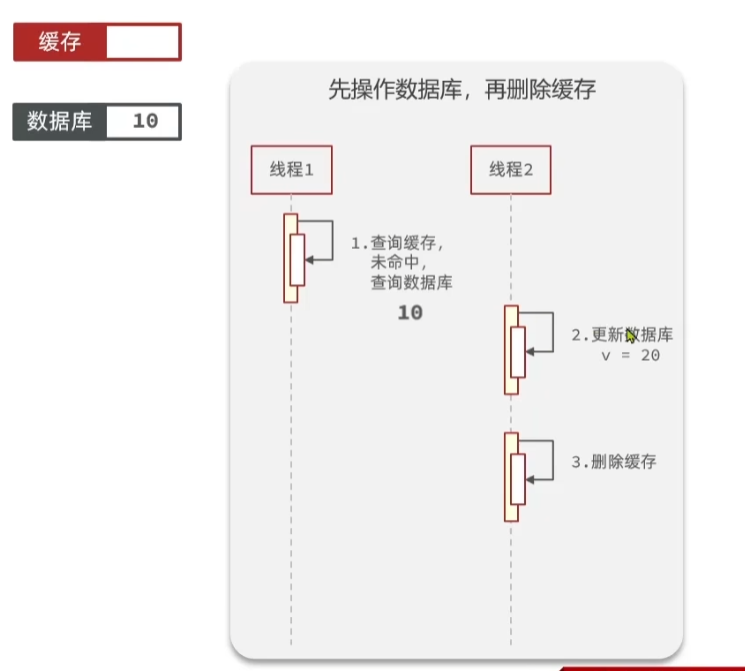 缓存
数据库 10
先操作数据库，再删除缓存
线程1
线程2
1.查询缓存，
未命中，
查询数据库
10
2.更新数据库
v = 20
3.删除缓存